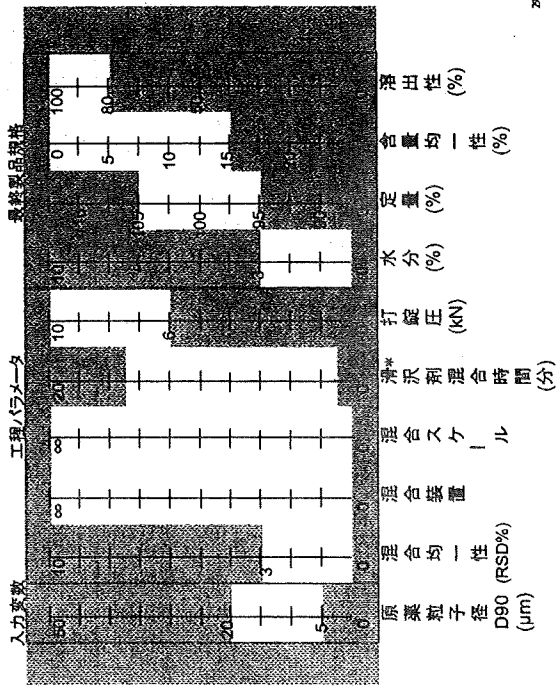 入力変数
工程パラメータ
最終製品規格
50
20
5
0
10
3
0
∞
0
∞
0
20
0
10
6
10
3
105
100
95
0
5
10
15
100
80
原薬粒子径
D90
(μm)
混合均一性
(RSD%)
混合装置
混合スケール
滑沢剤*混合時間
(分)
打錠圧
(kN)
水分
(%)
定量
(%)
含量均一性
(%)
溶出性
(%)